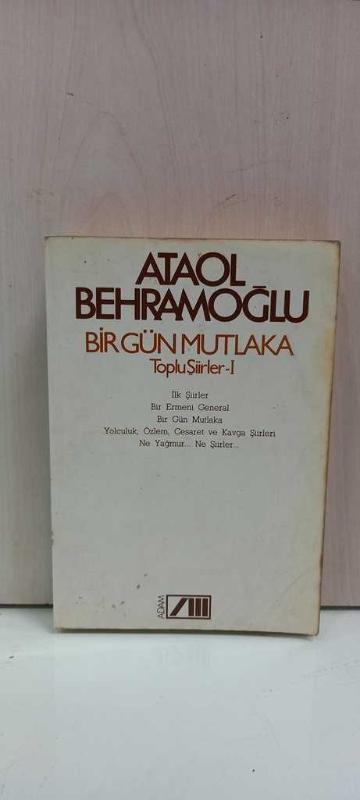 ATAOL
BEHRAMOĞLU
BİR GÜN MUTLAKA
Toplu Şiirler-I
İlk Şiirler
Bir Ermeni General
Bir Gün Mutlaka
Yolculuk, Özlem, Cesaret ve Kavga Şiirleri
Ne Yağmur... Ne Şiirler...
ADAM